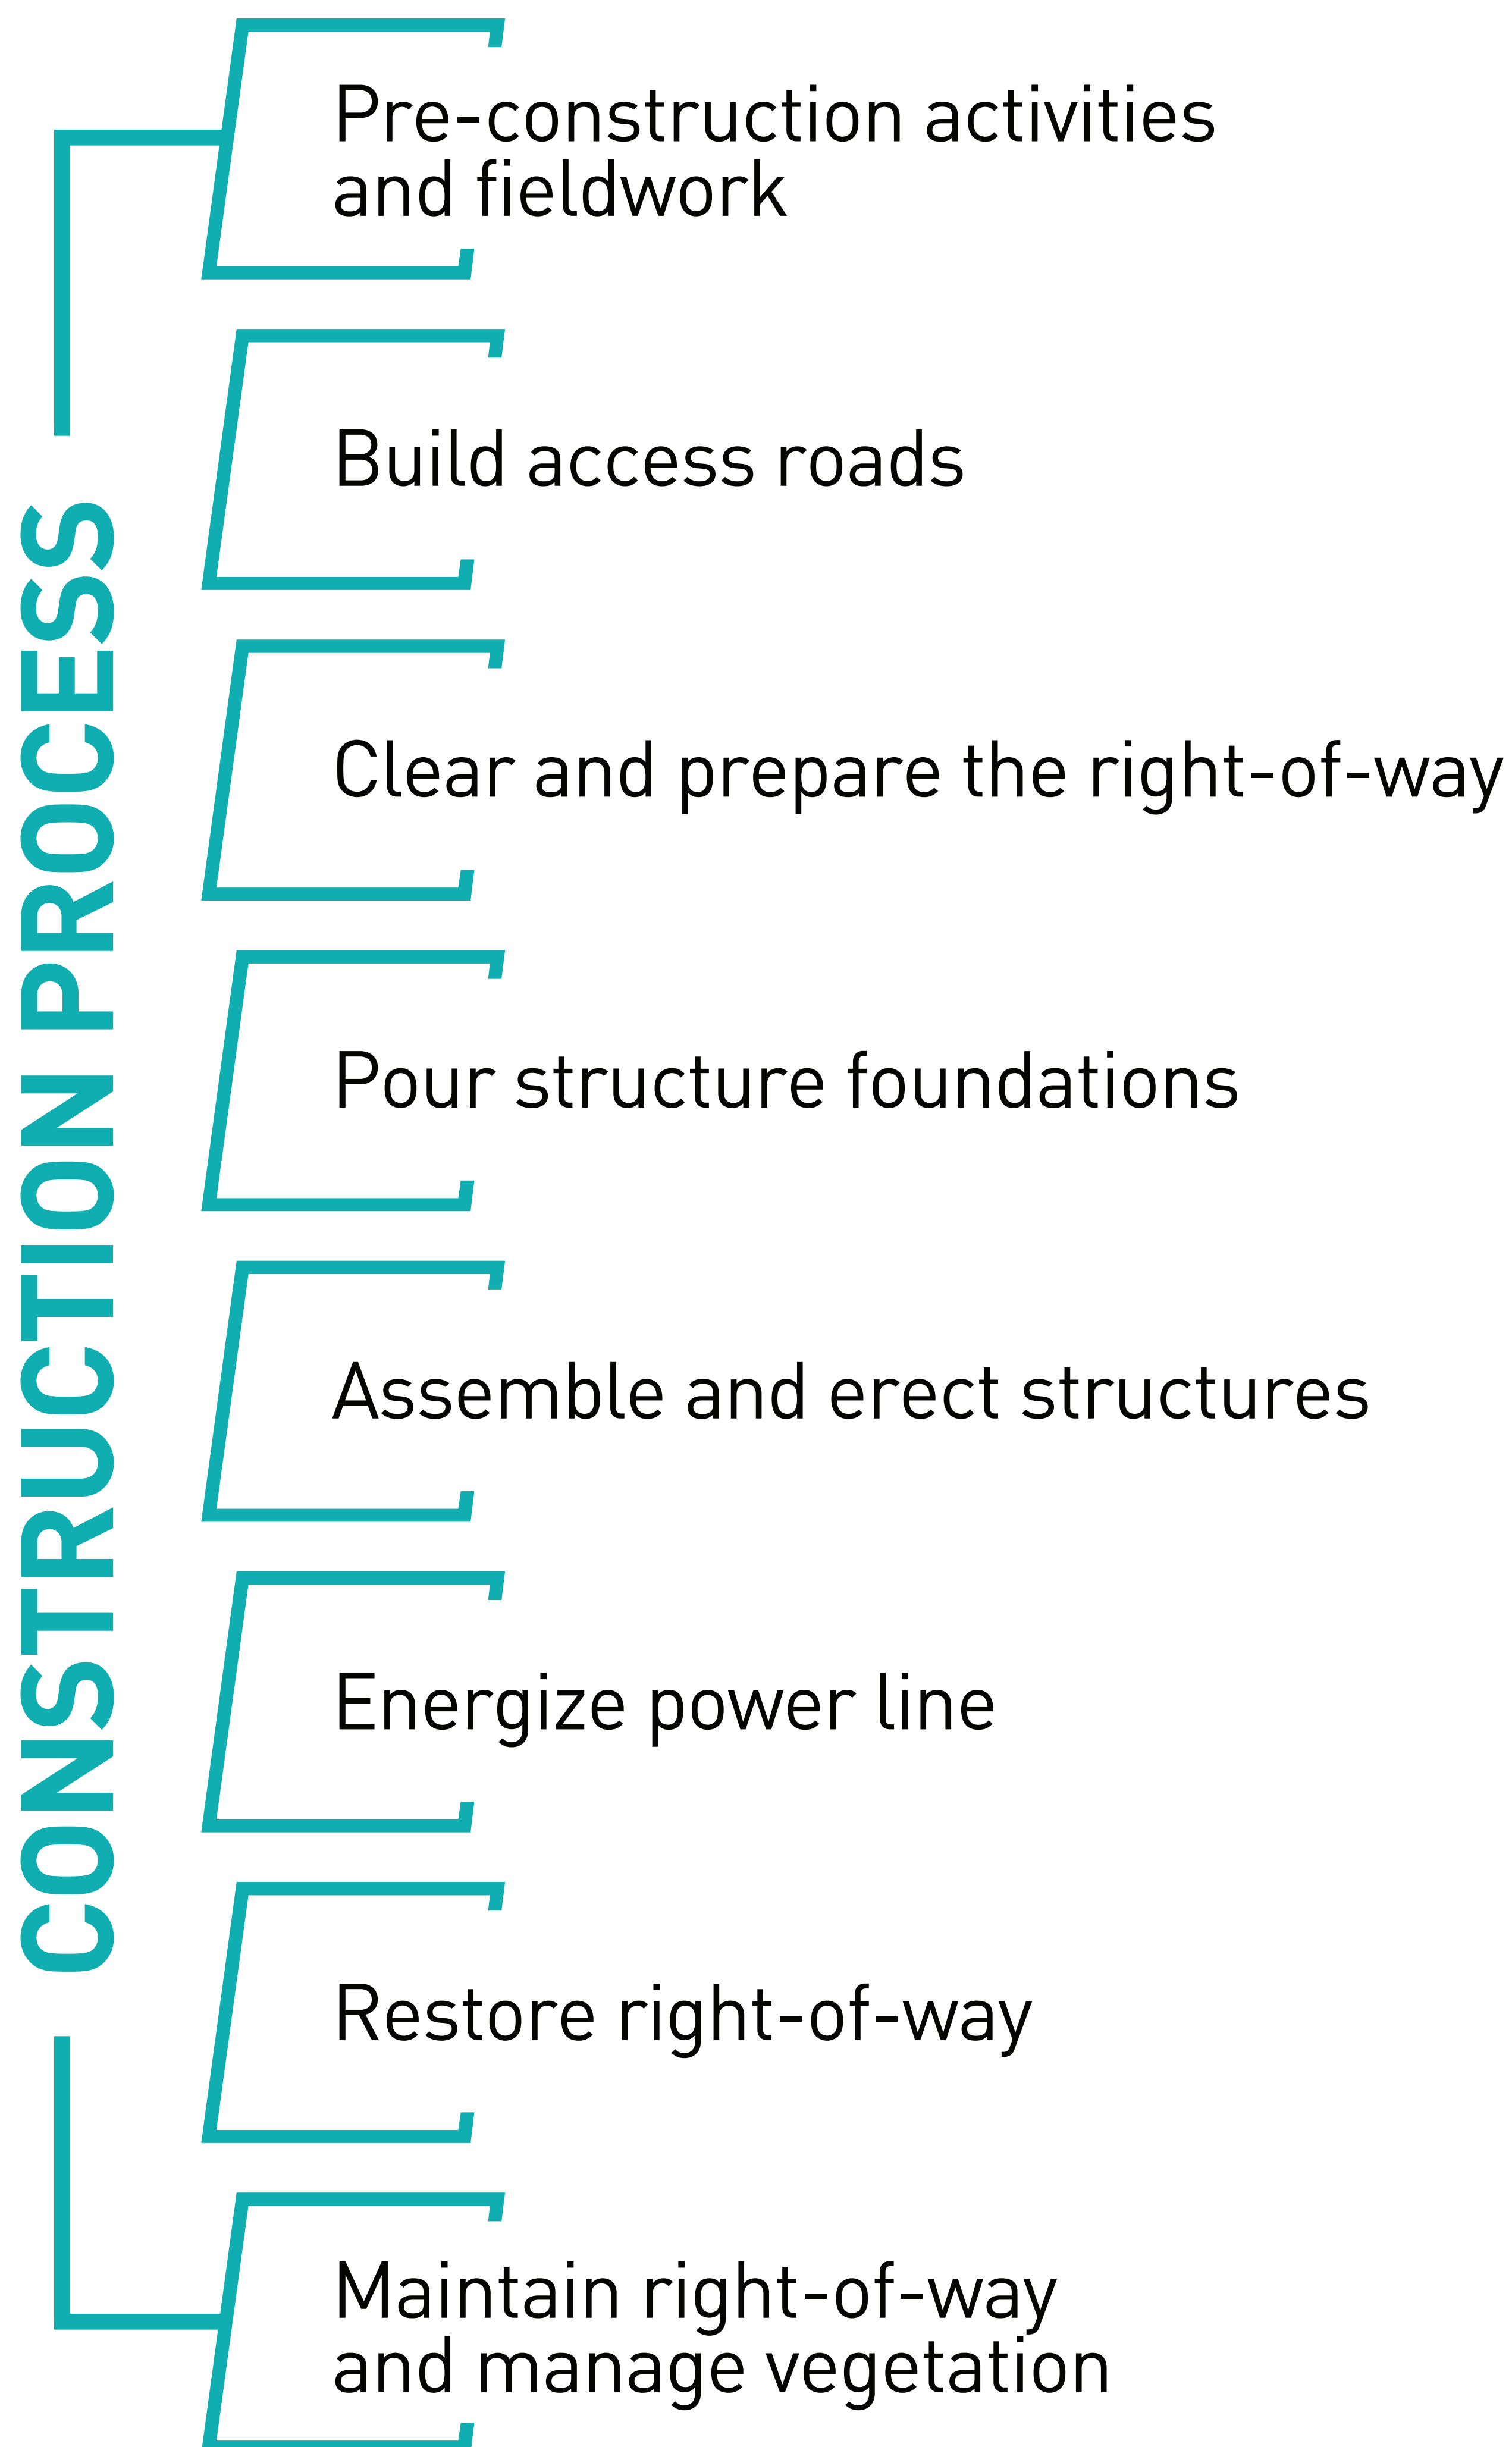 CONSTRUCTION PROCESS
Pre-construction activities
and fieldwork
Build access roads
Clear and prepare the right-of-way
Pour structure foundations
Assemble and erect structures
Energize power line
Restore right-of-way
Maintain right-of-way
and manage vegetation